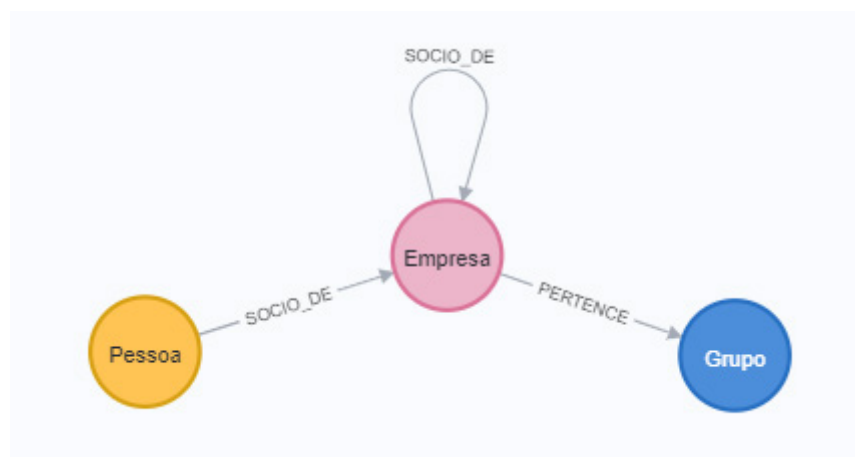 SOCIO_DE
Empresa
SOCIO_DE
PERTENCE
Pessoa
Grupo